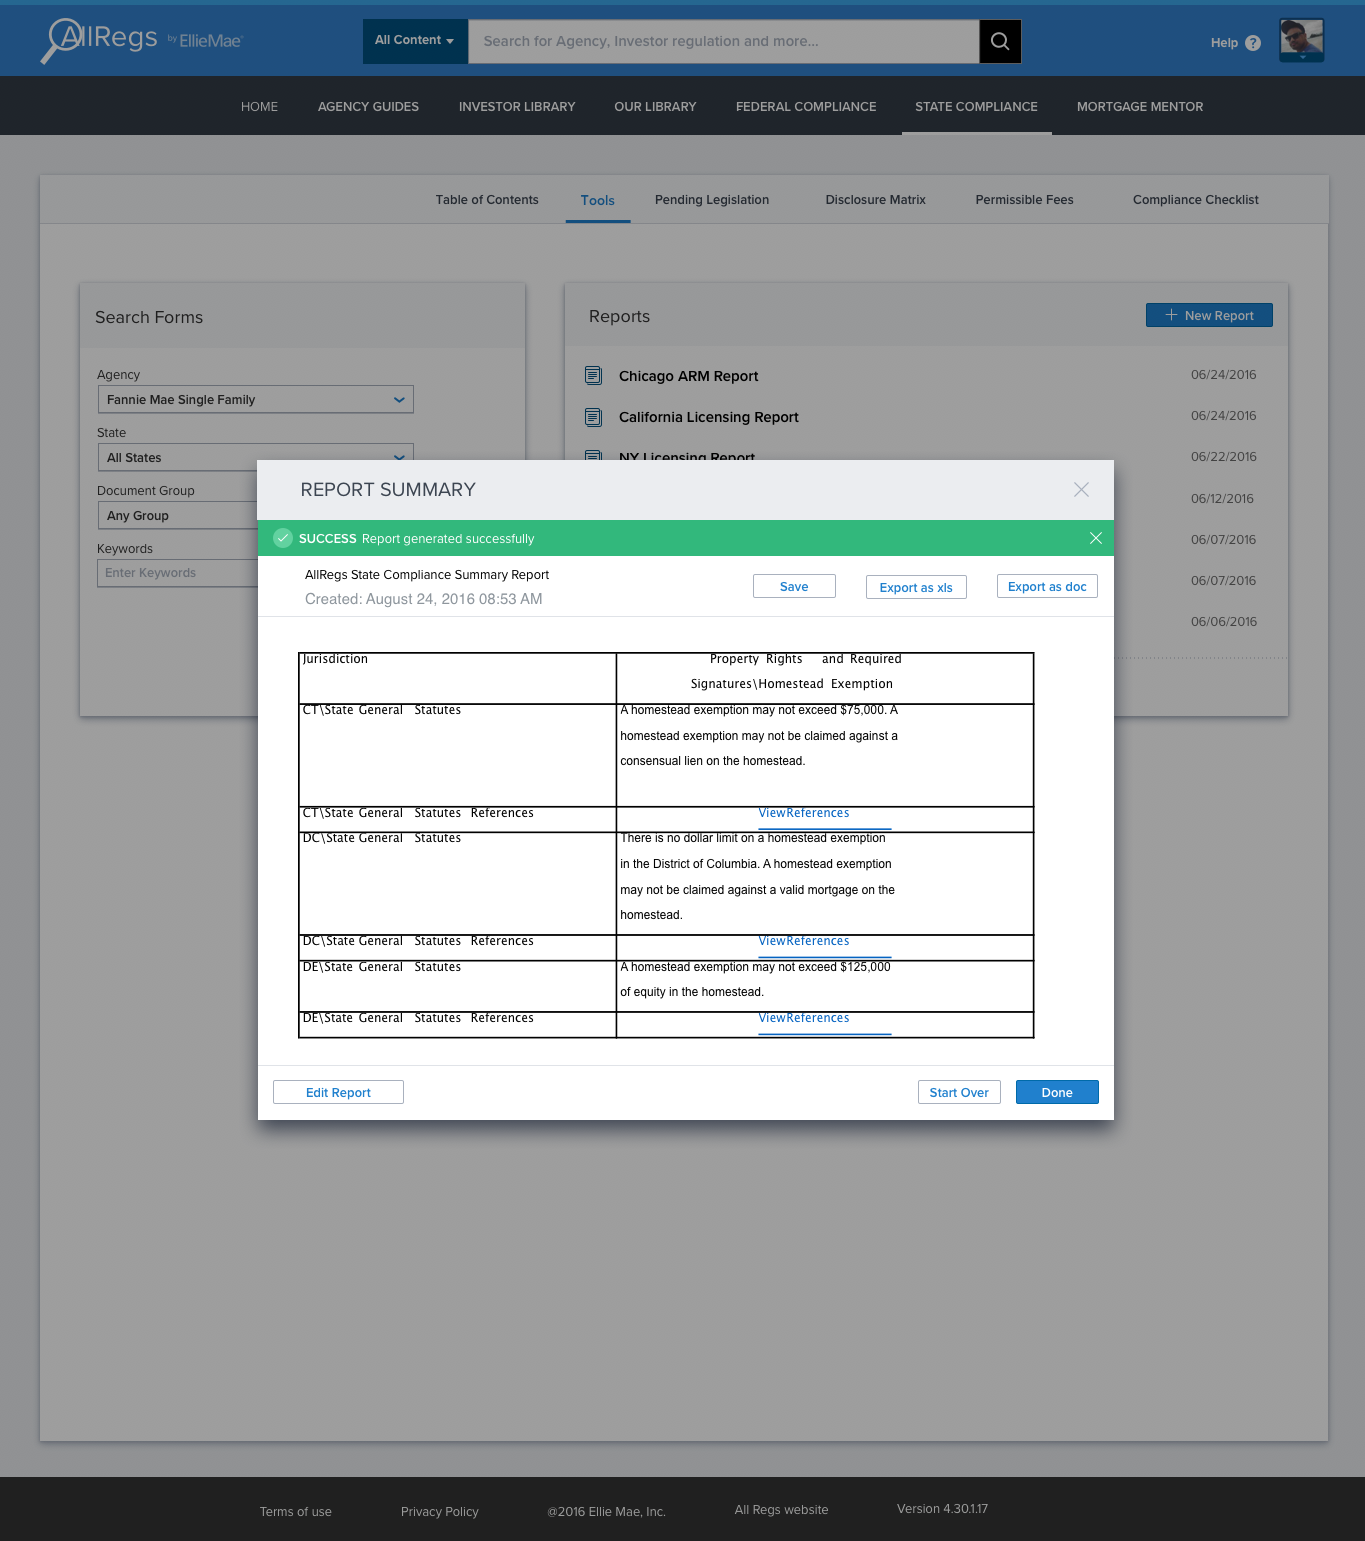 AllRegs by EllieMae
All Content
Search for Agency, Investor regulation and more...
Help ?
HOME
AGENCY GUIDES
INVESTOR LIBRARY
OUR LIBRARY
FEDERAL COMPLIANCE
STATE COMPLIANCE
MORTGAGE MENTOR
Table of Contents
Tools
Pending Legislation
Disclosure Matrix
Permissible Fees
Compliance Checklist
Search Forms
Agency
Fannie Mae Single Family
State
All States
Document Group
Any Group
Keywords
Enter Keywords
Reports
New Report
Chicago ARM Report
06/24/2016
California Licensing Report
06/24/2016
NY Licensing Report
06/22/2016
06/12/2016
06/07/2016
06/07/2016
06/06/2016
REPORT SUMMARY
SUCCESS Report generated successfully
AllRegs State Compliance Summary Report
Created: August 24, 2016 08:53 AM
Save
Export as xls
Export as doc
Jurisdiction
Property Rights and Required
Signatures\Homestead Exemption
CT\State General Statutes
A homestead exemption may not exceed $75,000. A
homestead exemption may not be claimed against a
consensual lien on the homestead.
CT\State General Statutes References
ViewReferences
DC\State General Statutes
There is no dollar limit on a homestead exemption
in the District of Columbia. A homestead exemption
may not be claimed against a valid mortgage on the
homestead.
DC\State General Statutes References
ViewReferences
DE\State General Statutes
A homestead exemption may not exceed $125,000
of equity in the homestead.
DE\State General Statutes References
ViewReferences
Edit Report
Start Over
Done
Terms of use
Privacy Policy
@2016 Ellie Mae, Inc.
All Regs website
Version 4.30.1.17